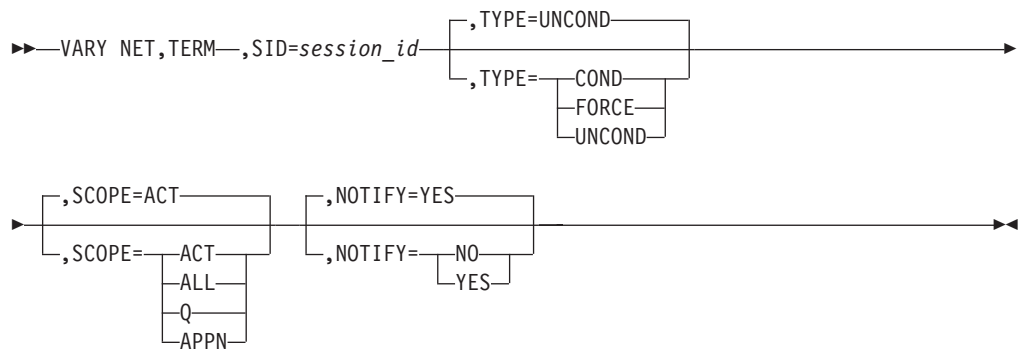 ,TYPE=UNCOND
VARY NET,TERM ,SID=session_id
,TYPE= COND
FORCE
UNCOND
,SCOPE=ACT ,NOTIFY=YES
,SCOPE= ACT ,NOTIFY= NO
ALL YES
Q
APPN